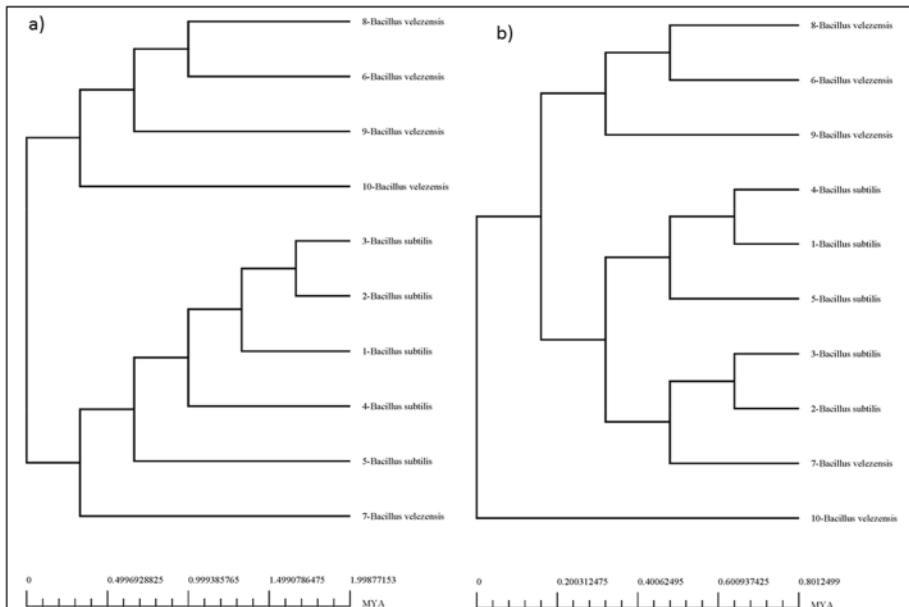 a)
8-Bacillus velezensis
6-Bacillus velezensis
9-Bacillus velezensis
10-Bacillus velezensis
3-Bacillus subtilis
2-Bacillus subtilis
1-Bacillus subtilis
4-Bacillus subtilis
5-Bacillus subtilis
7-Bacillus velezensis
0 0.4996928825 0.999385765 1.4990786475 1.99877153
MYA
b)
8-Bacillus velezensis
6-Bacillus velezensis
9-Bacillus velezensis
4-Bacillus subtilis
1-Bacillus subtilis
5-Bacillus subtilis
3-Bacillus subtilis
2-Bacillus subtilis
7-Bacillus velezensis
10-Bacillus velezensis
0 0.200312475 0.40062495 0.600937425 0.8012499
MYA